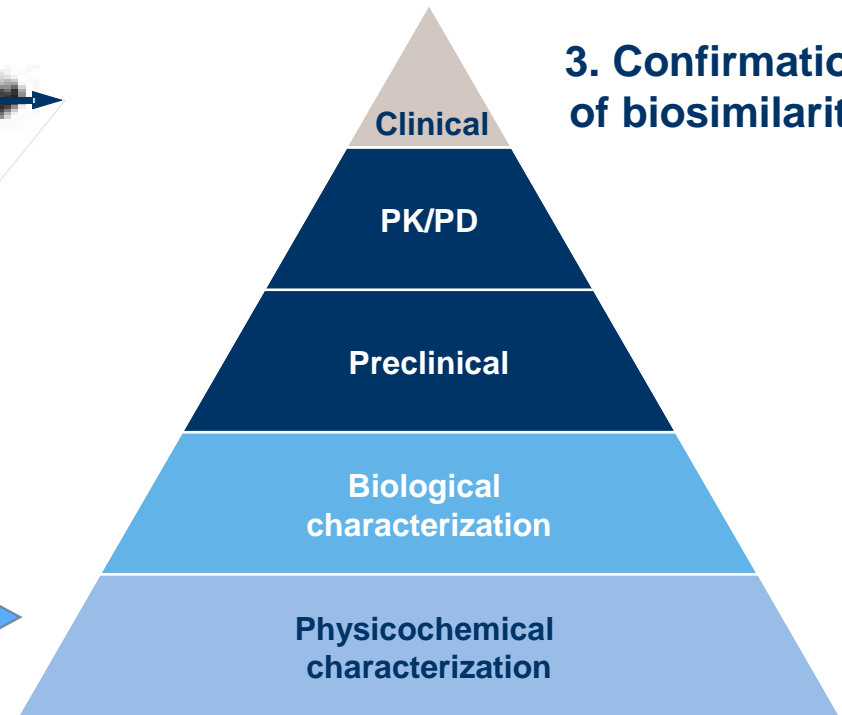 3. Confirmatio
of biosimilarit
Clinical
PK/PD
Preclinical
Biological
characterization
Physicochemical
characterization